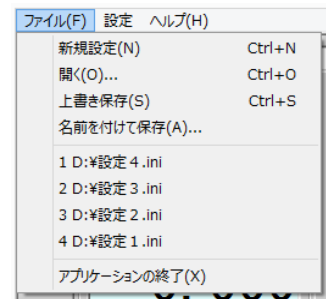 ファイル(F) 設定 ヘルプ(H)
新規設定(N) Ctrl+N
開く(O)... Ctrl+O
上書き保存(S) Ctrl+S
名前を付けて保存(A)...
1 D:¥設定４.ini
2 D:¥設定３.ini
3 D:¥設定２.ini
4 D:¥設定１.ini
アプリケーションの終了(X)